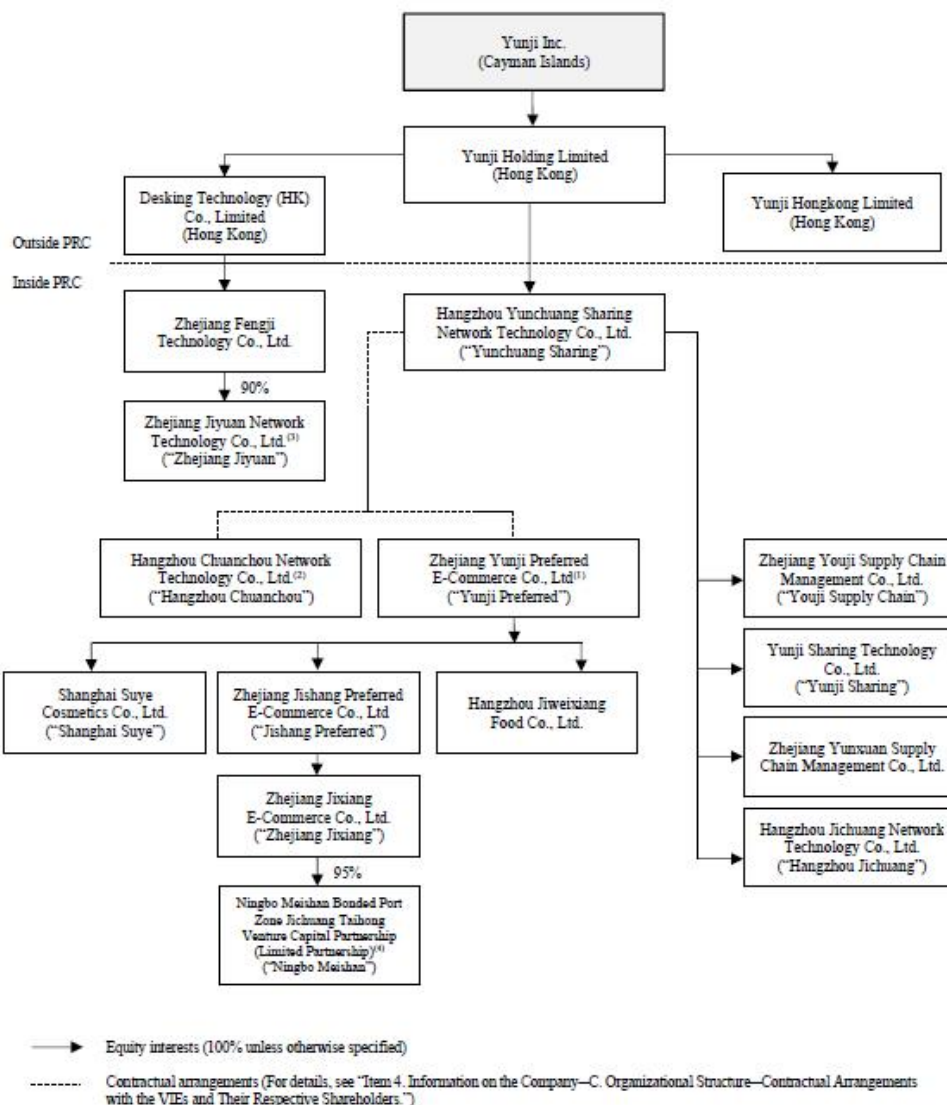 Yunji Inc.
(Cayman Islands)
Yunji Holding Limited
(Hong Kong)
Desking Technology (HK)
Co., Limited
(Hong Kong)
Yunji Hongkong Limited
(Hong Kong)
Outside PRC
Inside PRC
Zhejiang Fengji
Technology Co., Ltd.
Hangzhou Yunchuang Sharing
Network Technology Co., Ltd.
(“Yunchuang Sharing”)
90%
Zhejiang Jiyuan Network
Technology Co., Ltd.(3)
(“Zhejiang Jiyuan”)
Hangzhou Chuanchou Network
Technology Co., Ltd.(2)
(“Hangzhou Chuanchou”)
Zhejiang Yunji Preferred
E-Commerce Co., Ltd(1)
(“Yunji Preferred”)
Zhejiang Youji Supply Chain
Management Co., Ltd.
(“Youji Supply Chain”)
Yunji Sharing Technology
Co., Ltd.
(“Yunji Sharing”)
Shanghai Suye
Cosmetics Co., Ltd.
(“Shanghai Suye”)
Zhejiang Jishang Preferred
E-Commerce Co., Ltd
(“Jishang Preferred”)
Hangzhou Jiweixiang
Food Co., Ltd.
Zhejiang Yunxuan Supply
Chain Management Co., Ltd.
Zhejiang Jixiang
E-Commerce Co., Ltd.
(“Zhejiang Jixiang”)
Hangzhou Jichuang Network
Technology Co., Ltd.
(“Hangzhou Jichuang”)
95%
Ningbo Meishan Bonded Port
Zone Jichuang Taihong
Venture Capital Partnership
(Limited Partnership)(4)
(“Ningbo Meishan”)
Equity interests (100% unless otherwise specified)
Contractual arrangements (For details, see “Item 4. Information on the Company—C. Organizational Structure—Contractual Arrangements
with the VIEs and Their Respective Shareholders.”)